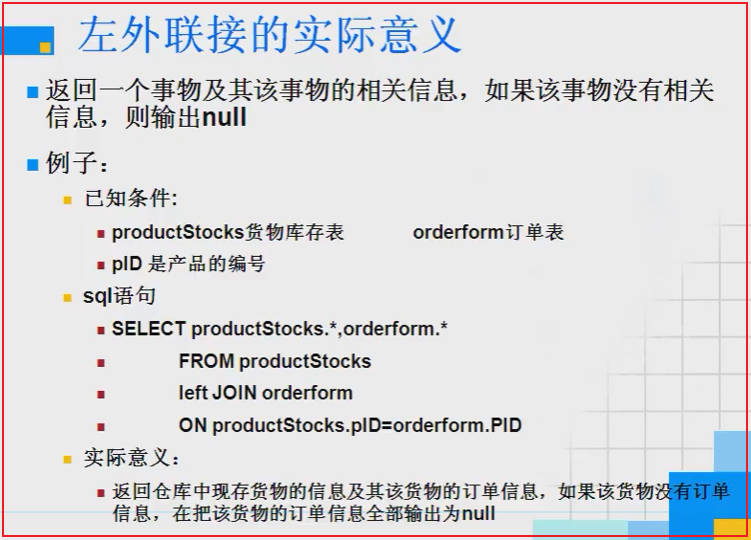 左外联接的实际意义
返回一个事物及其该事物的相关信息，如果该事物没有相关
信息，则输出null
例子：
已知条件:
productStocks货物库存表 orderform订单表
pID 是产品的编号
sql语句
SELECT productStocks.*,orderform.*
FROM productStocks
left JOIN orderform
ON productStocks.pID=orderform.PID
实际意义：
返回仓库中现存货物的信息及其该货物的订单信息，如果该货物没有订单
信息，在把该货物的订单信息全部输出为null